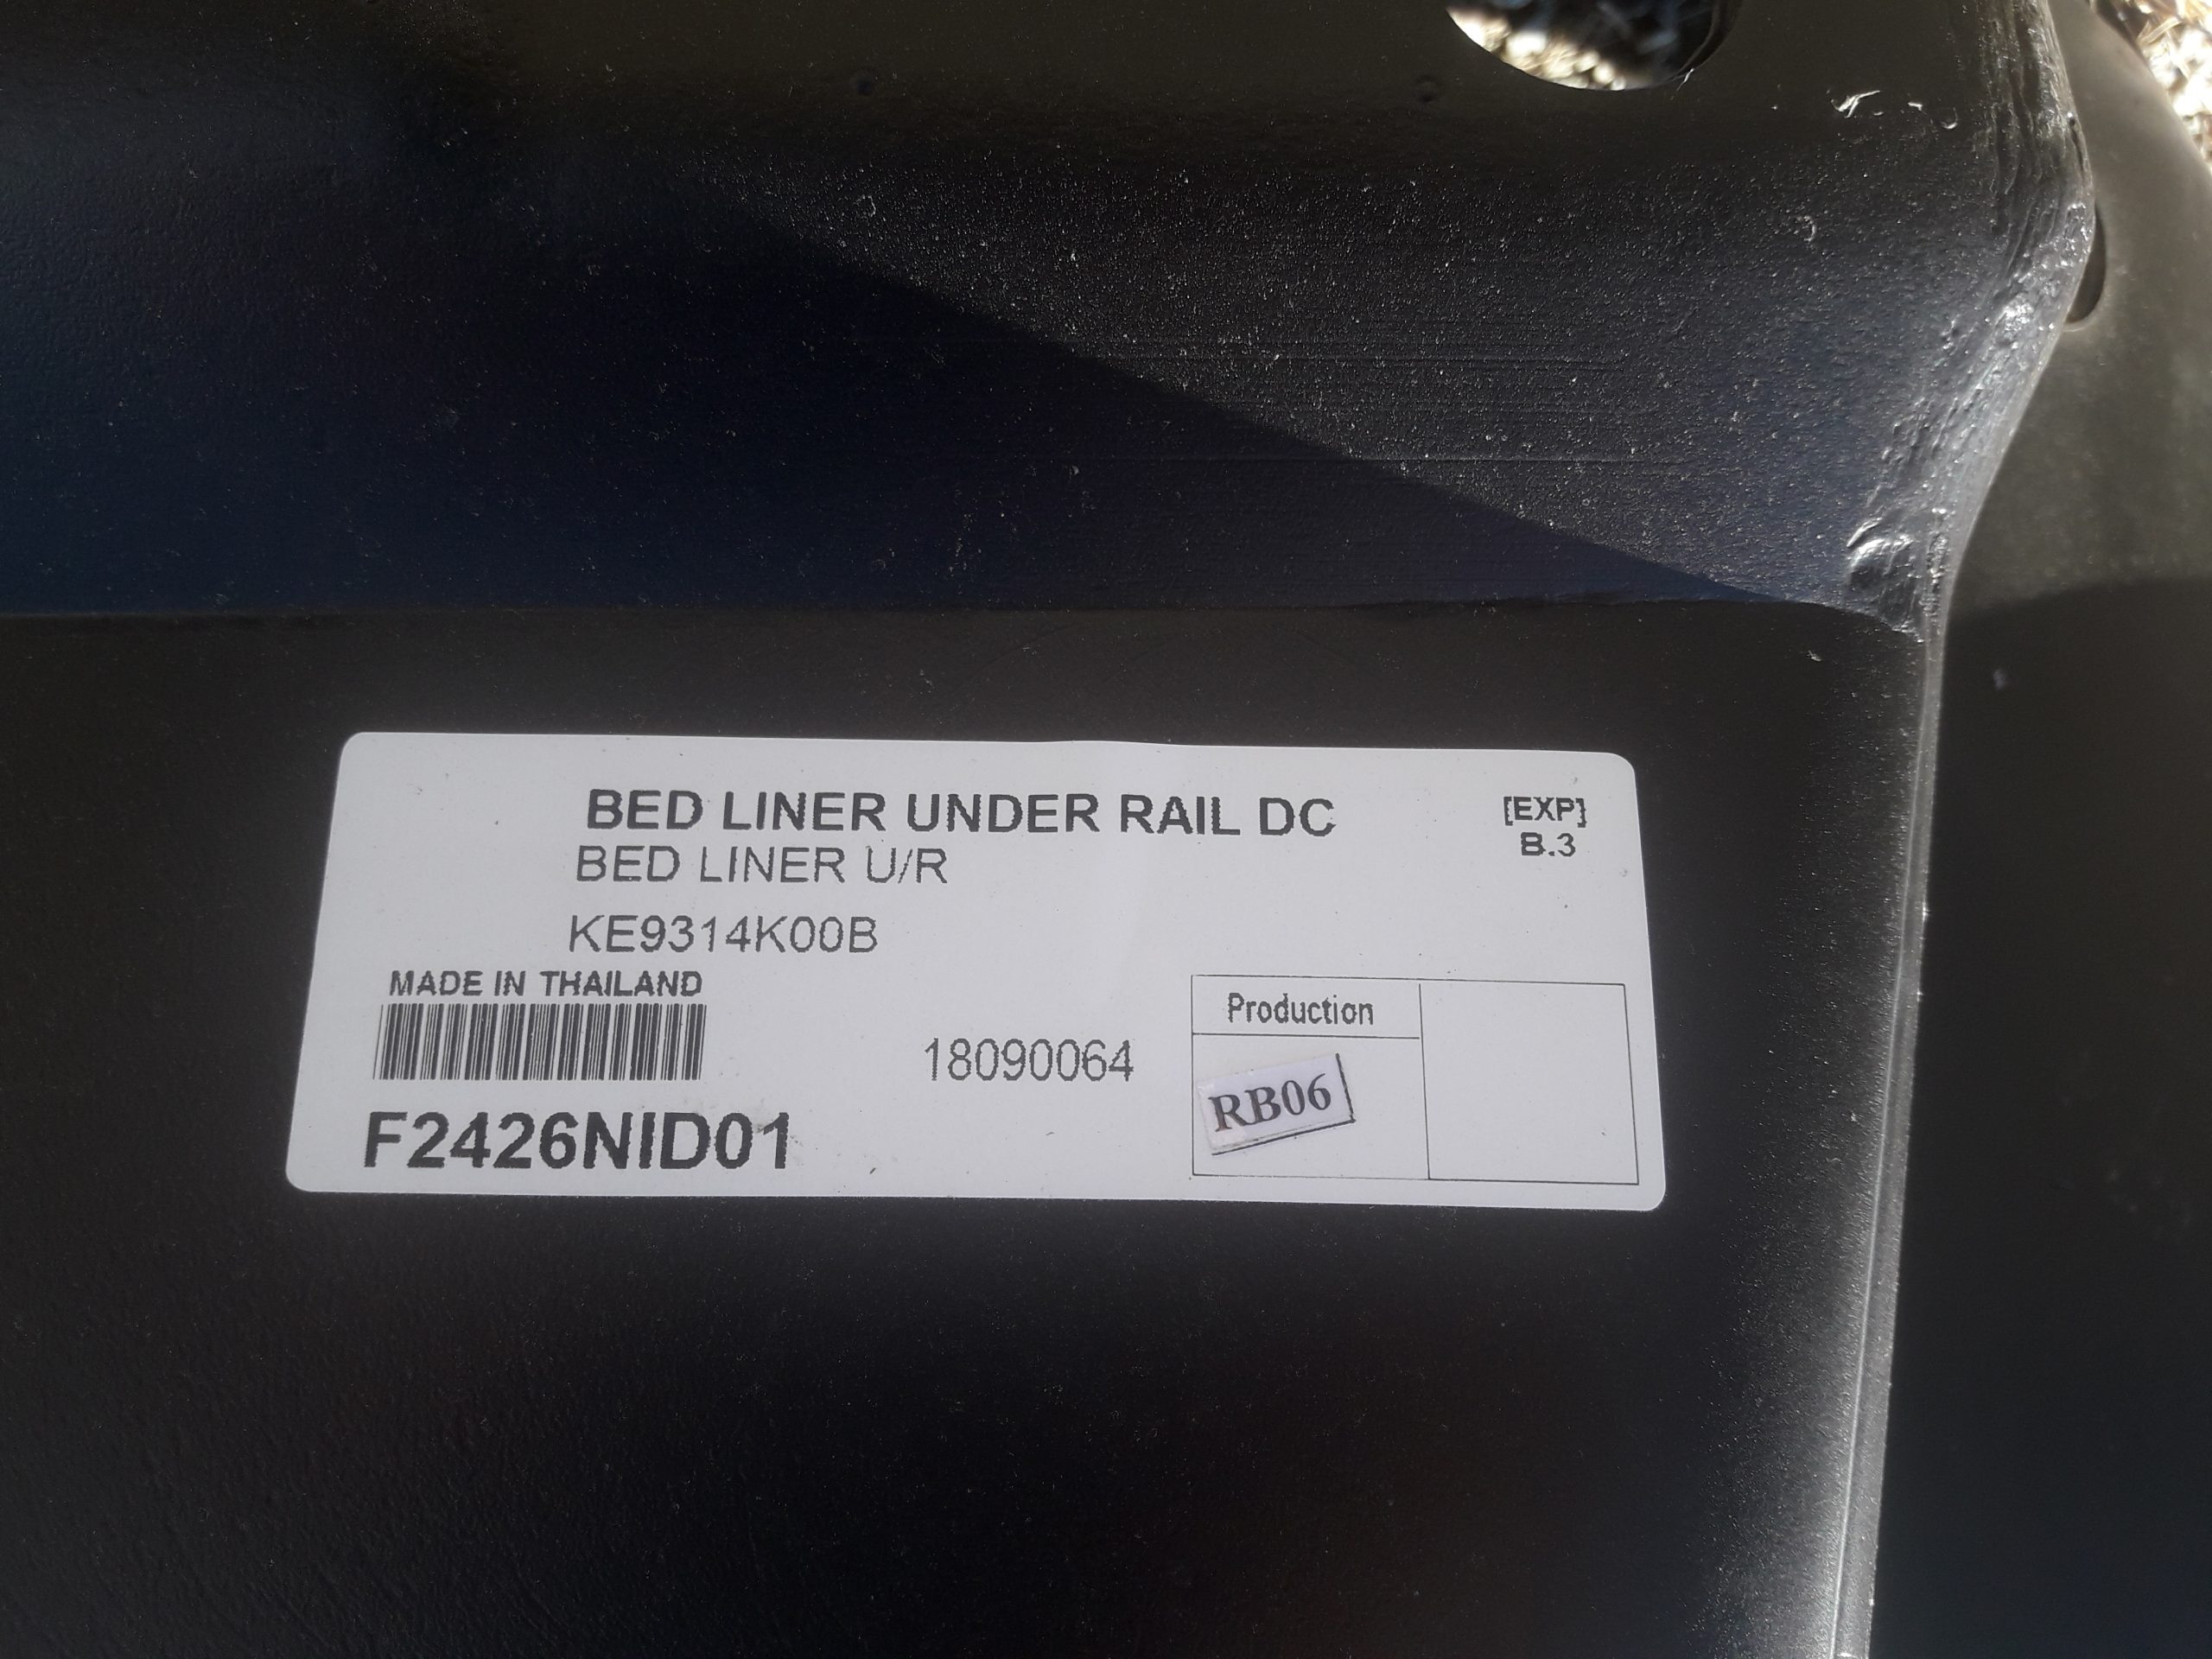 BED LINER UNDER RAIL DC
BED LINER U/R
[EXP]
B.3
KE9314K00B
MADE IN THAILAND
18090064
F2426NID01
Production
RB06